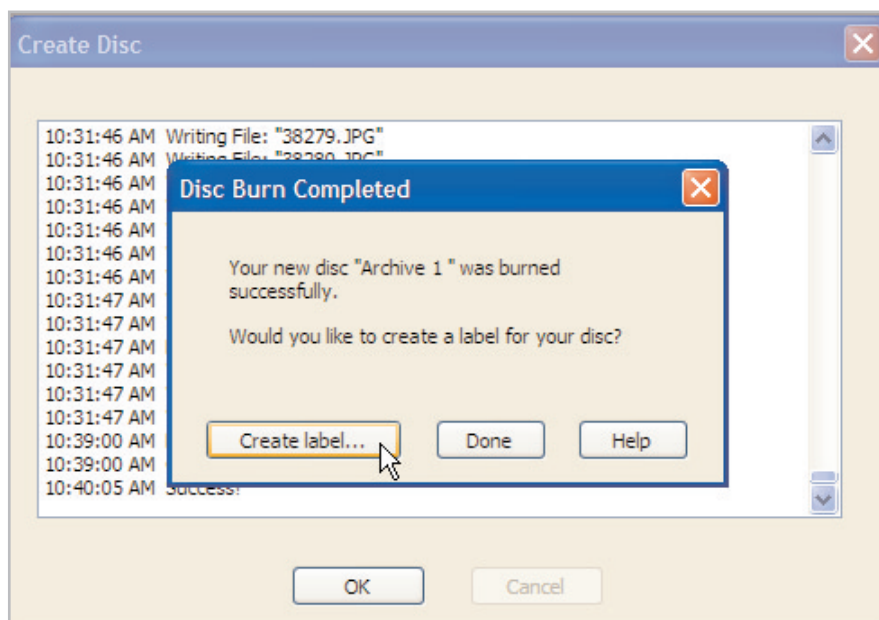 Create Disc
10:31:46 AM Writing File: "38279.JPG"
10:31:46 AM Writing File: "38280.JPG"
10:31:46 AM
10:31:46 AM
10:31:46 AM
10:31:46 AM
10:31:46 AM
10:31:47 AM
10:31:47 AM
10:31:47 AM
10:31:47 AM
10:31:47 AM
10:31:47 AM
10:39:00 AM
10:39:00 AM
10:40:05 AM Success!
Disc Burn Completed
Your new disc "Archive 1 " was burned
successfully.
Would you like to create a label for your disc?
Create label...
Done
Help
OK
Cancel